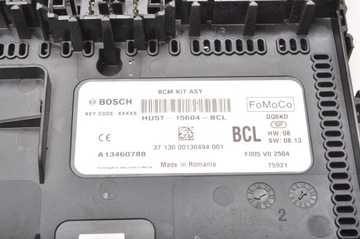 BCM KIT ASY
BOSCH
KEY CODE: XXXXX
HU5T - 15604 - BCL
FoMoCo
GQ6KD
BCL
HW: 08
SW: 08.13
A13460788
37 130 00130494 001
Made in Romania
F005 V0 2504
75921
2